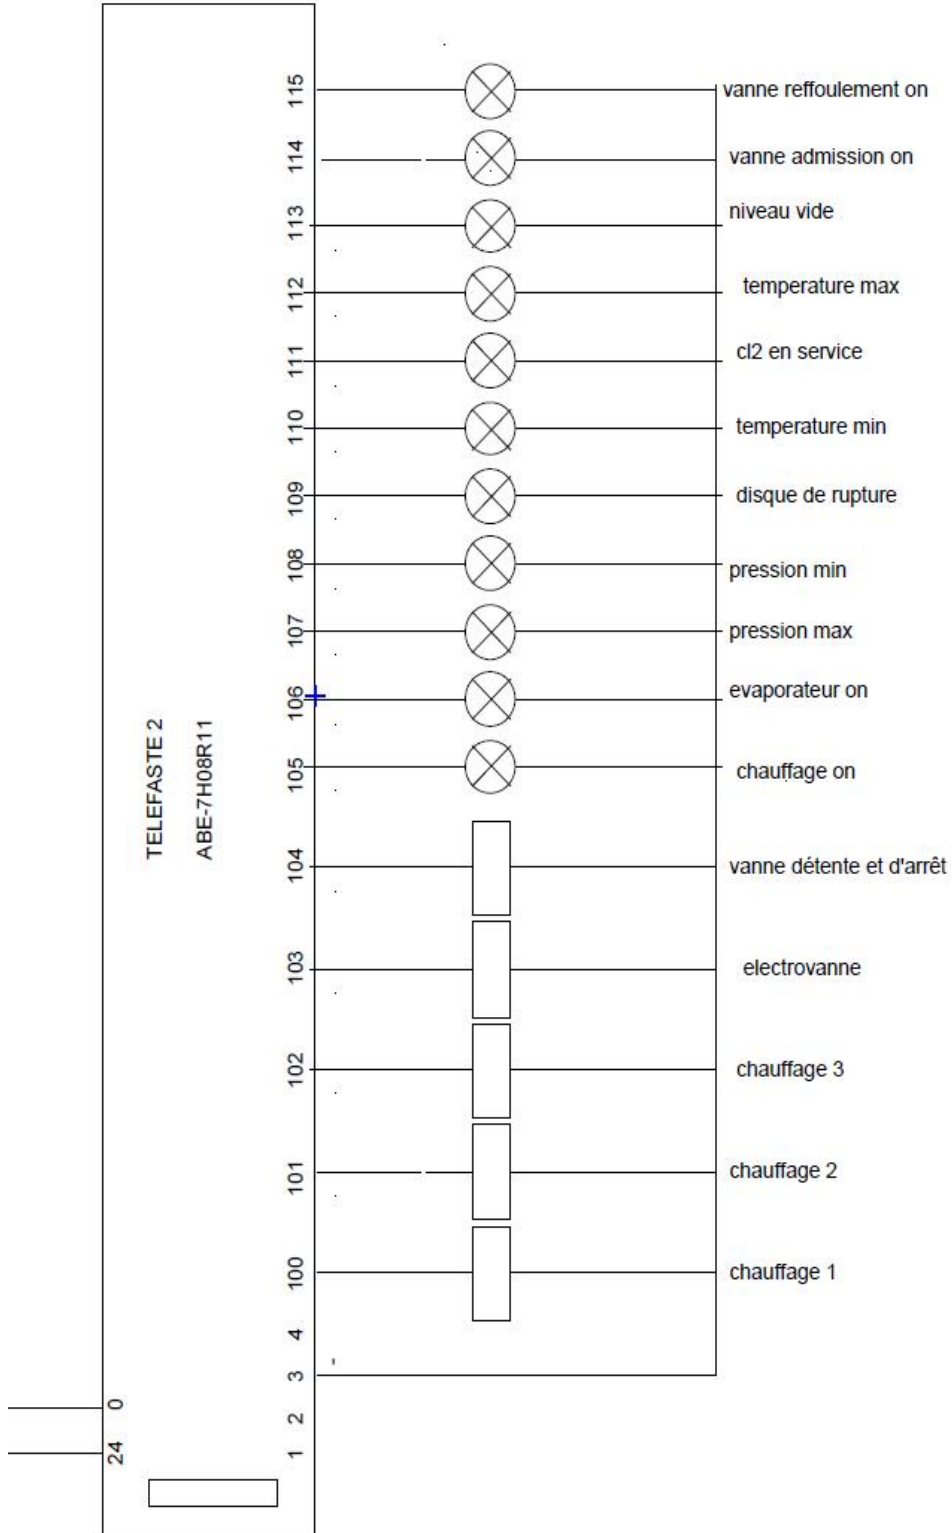 115 vanne reffoulement on
114 vanne admission on
113 niveau vide
112 temperature max
111 cl2 en service
110 temperature min
109 disque de rupture
108 pression min
107 pression max
106 evaporateur on
105 chauffage on
TELEFASTE 2
ABE-7H08R11
104 vanne détente et d'arrêt
103 electrovanne
102 chauffage 3
101 chauffage 2
100 chauffage 1
4
3
0
2
24
1